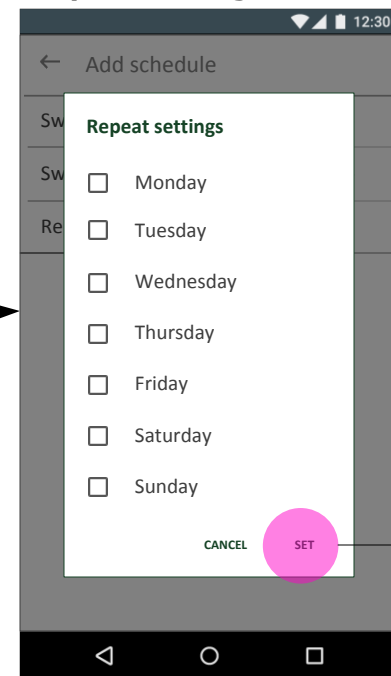 12:30
Add schedule
Sw
Repeat settings
Sw
Monday
Re
Tuesday
Wednesday
Thursday
Friday
Saturday
Sunday
CANCEL SET